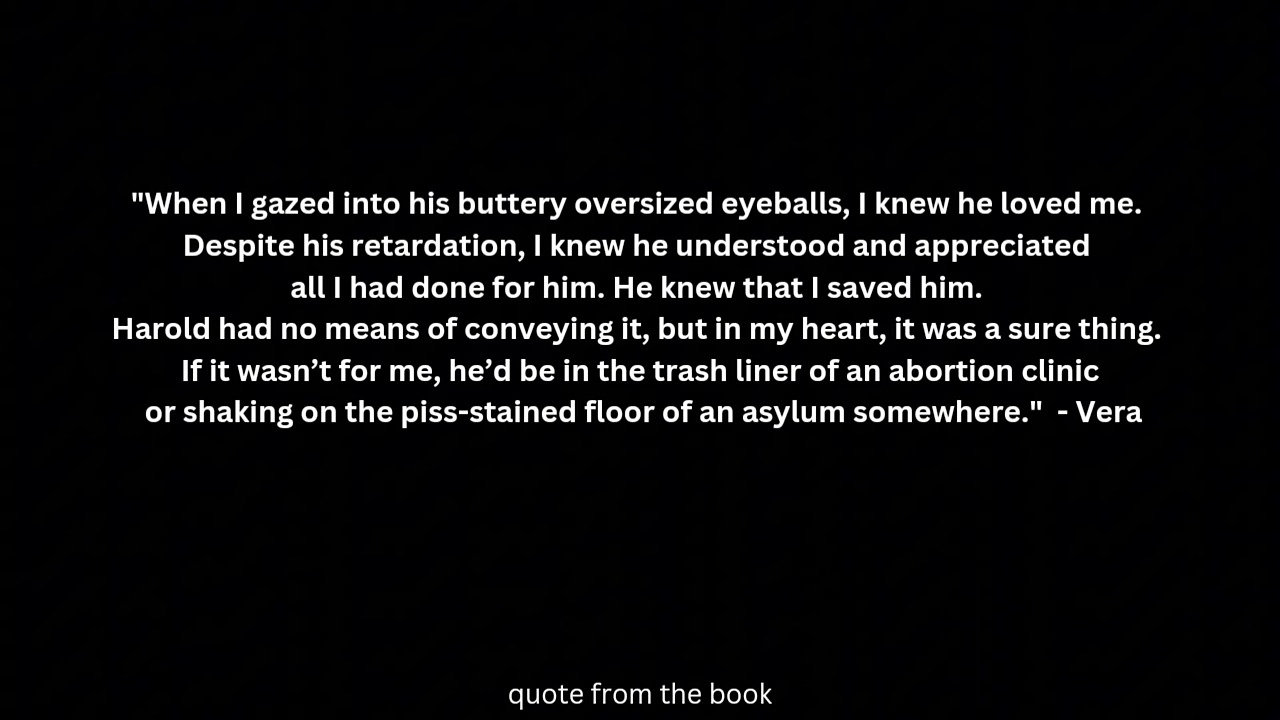 "When I gazed into his buttery oversized eyeballs, I knew he loved me.
Despite his retardation, I knew he understood and appreciated
all I had done for him. He knew that I saved him.
Harold had no means of conveying it, but in my heart, it was a sure thing.
If it wasn’t for me, he’d be in the trash liner of an abortion clinic
or shaking on the piss-stained floor of an asylum somewhere."  - Vera
quote from the book